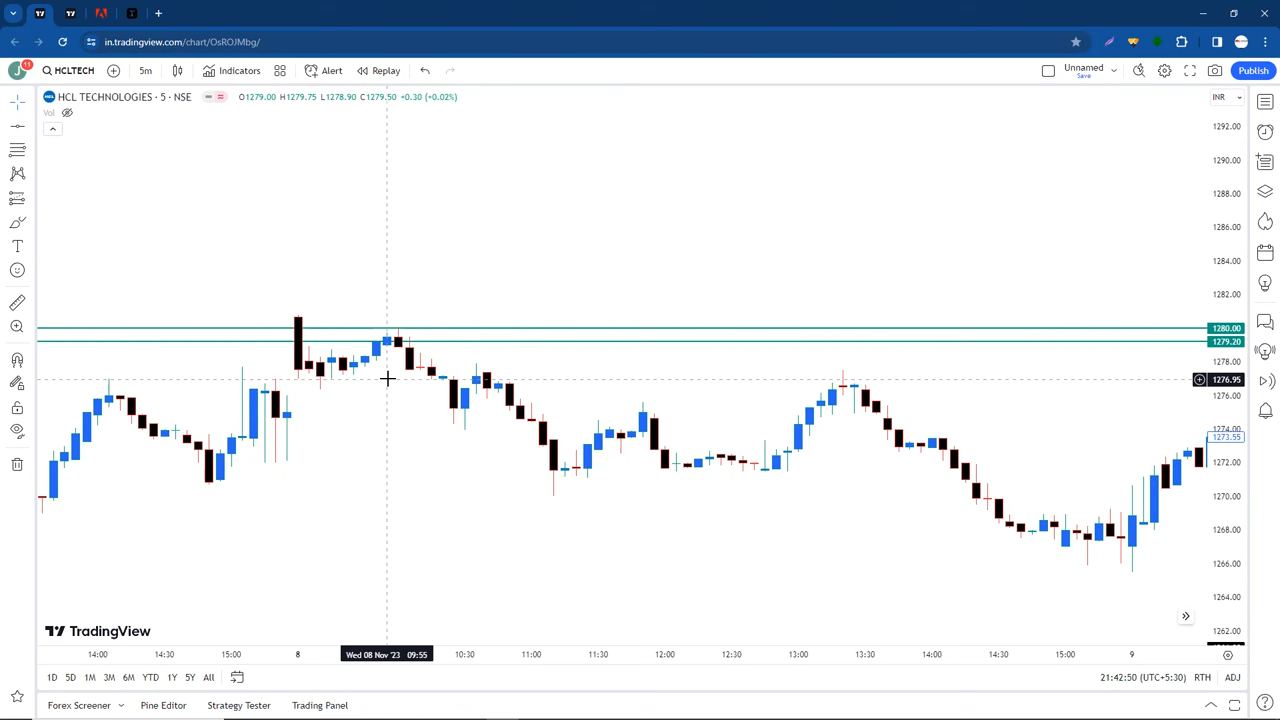 in.tradingview.com/chart/OsROJMbg/
J 11 HCLTECH 5m Indicators Alert Replay Unnamed Save Publish
HCL TECHNOLOGIES · 5 · NSE O1279.00 H1279.75 L1278.90 C1279.50 +0.30 (+0.02%) INR
Vol
1292.00
1290.00
1288.00
1286.00
1284.00
1282.00
1280.00
1279.20
1278.00
1276.95
1276.00
1274.00
1273.55
1272.00
1270.00
1268.00
1266.00
1264.00
1262.00
TradingView
14:00 14:30 15:00 8 Wed 08 Nov '23 09:55 10:30 11:00 11:30 12:00 12:30 13:00 13:30 14:00 14:30 15:00 9
1D 5D 1M 3M 6M YTD 1Y 5Y All 21:42:50 (UTC+5:30) RTH ADJ
Forex Screener Pine Editor Strategy Tester Trading Panel